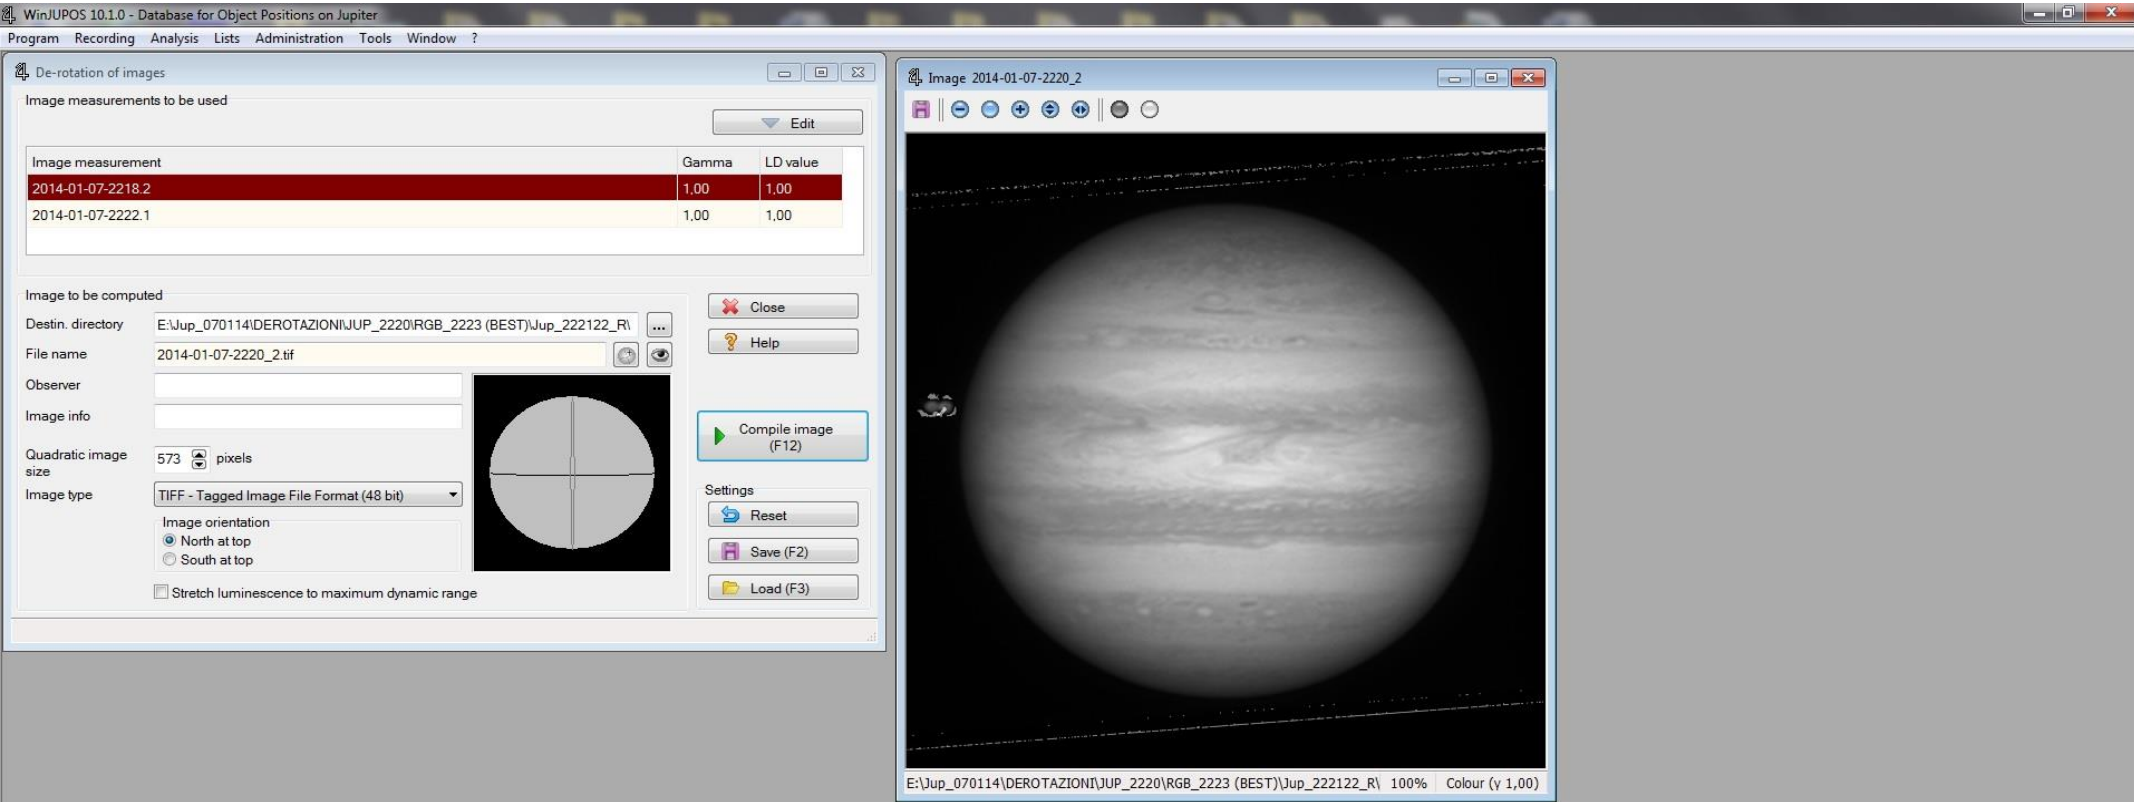 WinJUPOS 10.1.0 - Database for Object Positions on Jupiter
Program Recording Analysis Lists Administration Tools Window ?
De-rotation of images
Image measurements to be used
Edit
Image measurement Gamma LD value
2014-01-07-2218.2 1,00 1,00
2014-01-07-2222.1 1,00 1,00
Image to be computed
Destin. directory E:\Jup_070114\DEROTAZIONI\JUP_2220\RGB_2223 (BEST)\Jup_222122_R\ ...
File name 2014-01-07-2220_2.tif
Observer
Image info
Quadratic image
size
573 pixels
Image type TIFF - Tagged Image File Format (48 bit)
Image orientation
North at top
South at top
Stretch luminescence to maximum dynamic range
Close
Help
Compile image
(F12)
Settings
Reset
Save (F2)
Load (F3)
Image 2014-01-07-2220_2
E:\Jup_070114\DEROTAZIONI\JUP_2220\RGB_2223 (BEST)\Jup_222122_R\ 100% Colour (γ 1,00)